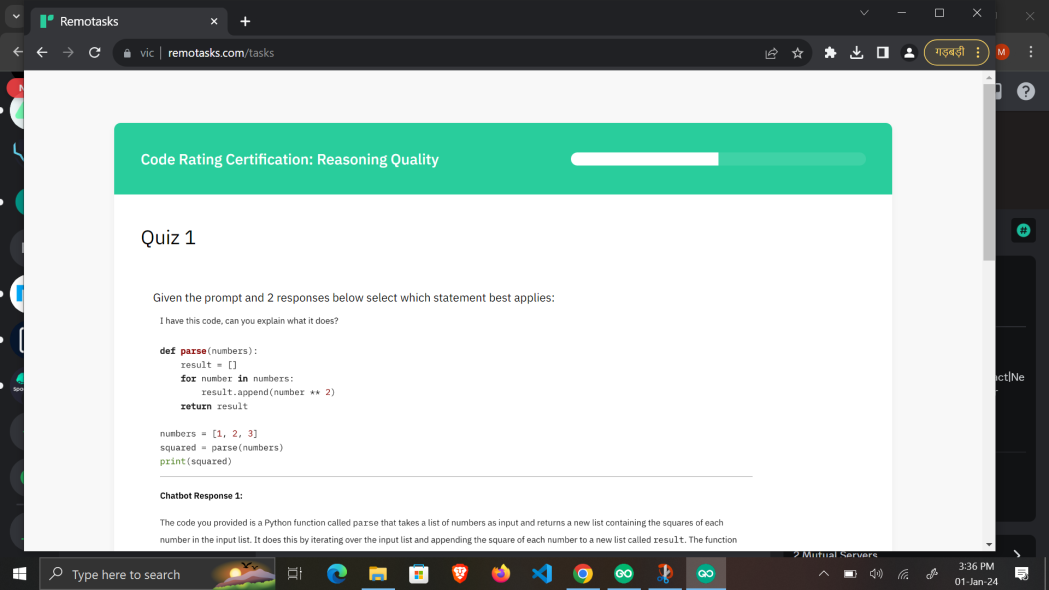 Remotasks
vic
remotasks.com/tasks
गड़बड़ी
M
N
Code Rating Certification: Reasoning Quality
Quiz 1
Given the prompt and 2 responses below select which statement best applies:
I have this code, can you explain what it does?
def parse(numbers):
result = []
for number in numbers:
result.append(number ** 2)
return result
numbers = [1, 2, 3]
squared = parse(numbers)
print(squared)
Chatbot Response 1:
The code you provided is a Python function called parse that takes a list of numbers as input and returns a new list containing the squares of each
number in the input list. It does this by iterating over the input list and appending the square of each number to a new list called result. The function
#
2 Mutual Servers
Type here to search
GO
GO
3:36 PM
01-Jan-24